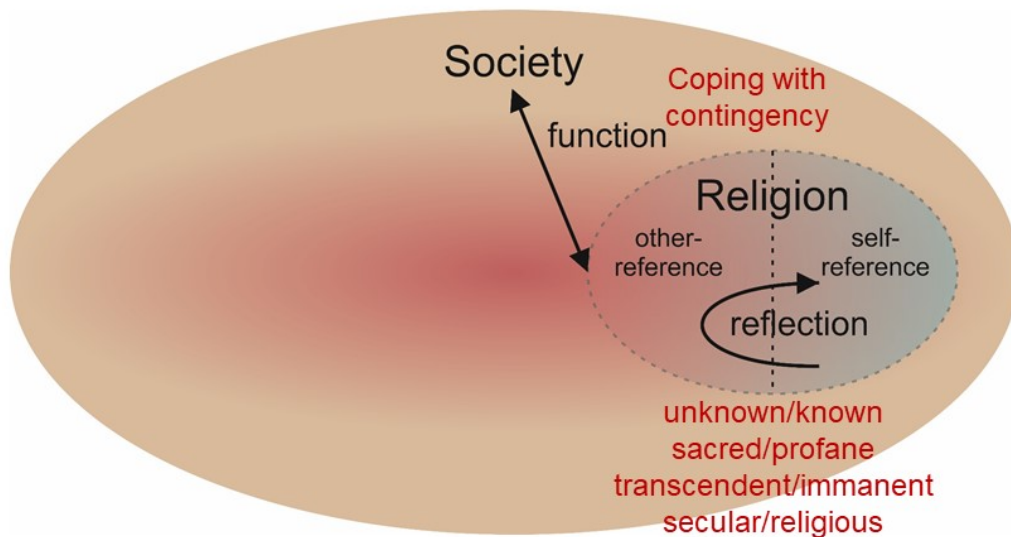 Society
Coping with
contingency
function
Religion
other-
reference
self-
reference
reflection
unknown/known
sacred/profane
transcendent/immanent
secular/religious